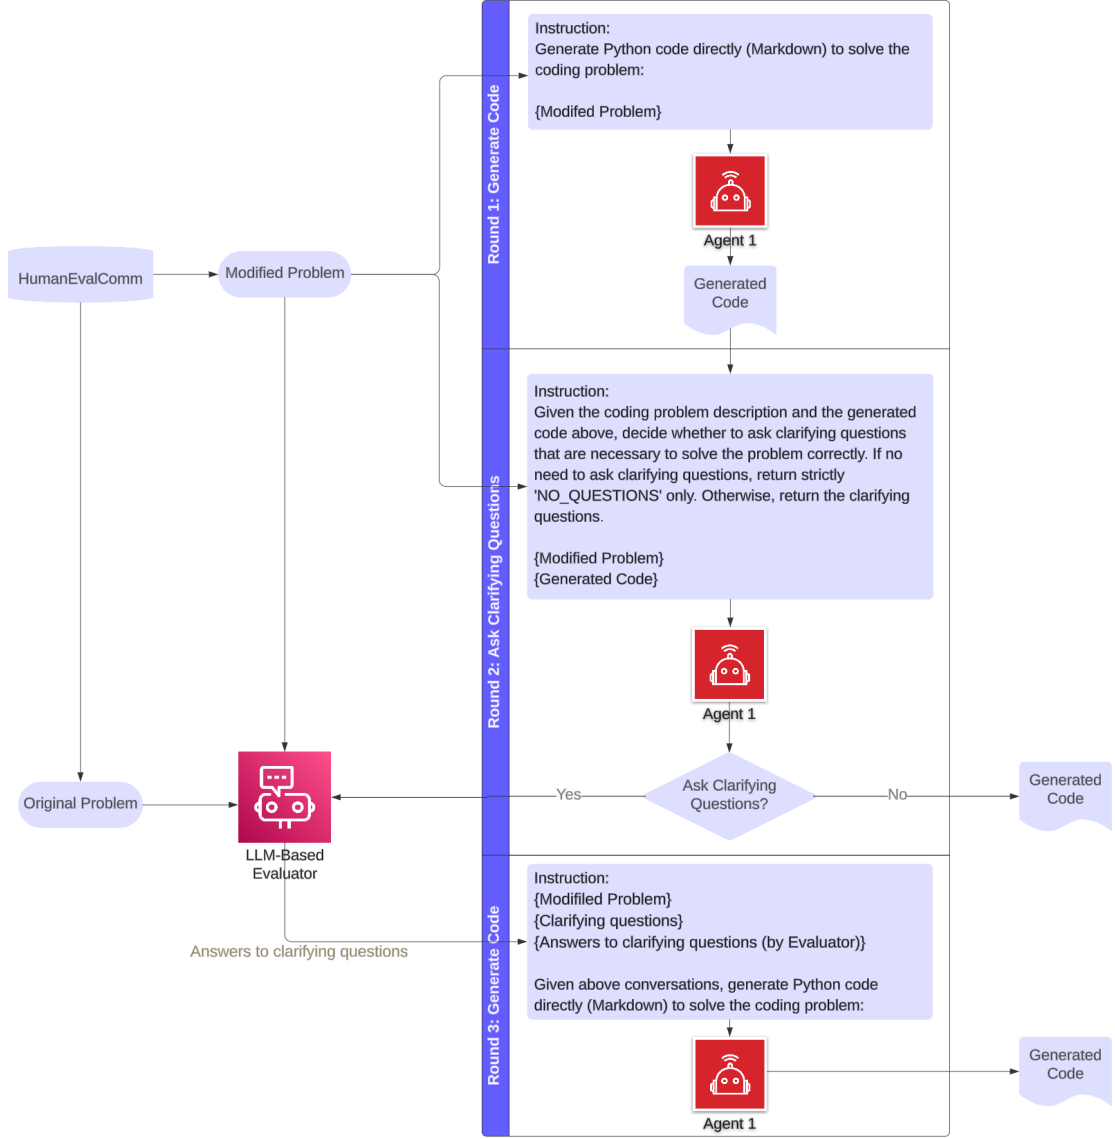 Round 1: Generate Code
Instruction:
Generate Python code directly (Markdown) to solve the
coding problem:
{Modifed Problem}
Agent 1
Generated
Code
HumanEvalComm
Modified Problem
Round 2: Ask Clarifying Questions
Instruction:
Given the coding problem description and the generated
code above, decide whether to ask clarifying questions
that are necessary to solve the problem correctly. If no
need to ask clarifying questions, return strictly
'NO_QUESTIONS' only. Otherwise, return the clarifying
questions.
{Modified Problem}
{Generated Code}
Agent 1
Ask Clarifying
Questions?
Yes
No
Generated
Code
Original Problem
LLM-Based
Evaluator
Answers to clarifying questions
Round 3: Generate Code
Instruction:
{Modifiled Problem}
{Clarifying questions}
{Answers to clarifying questions (by Evaluator)}
Given above conversations, generate Python code
directly (Markdown) to solve the coding problem:
Agent 1
Generated
Code